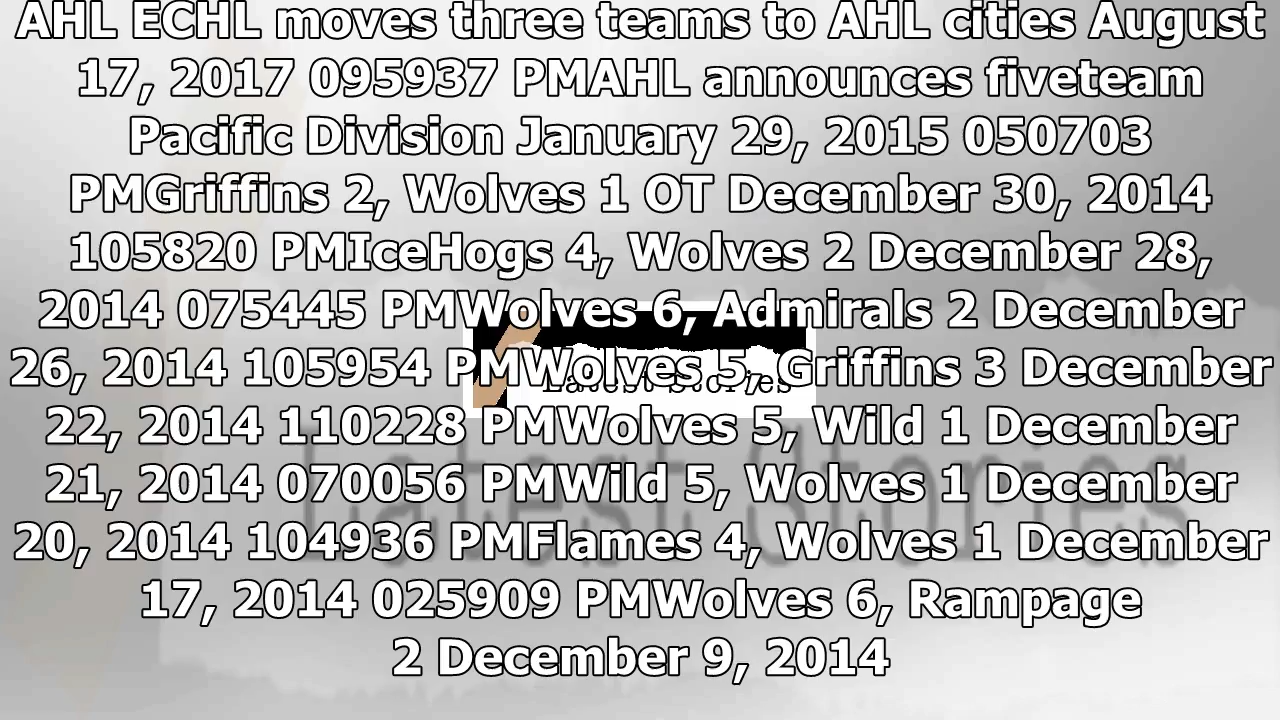 AHL ECHL moves three teams to AHL cities August
17, 2017 095937 PMAHL announces fiveteam
Pacific Division January 29, 2015 050703
PMGriffins 2, Wolves 1 OT December 30, 2014
105820 PMIceHogs 4, Wolves 2 December 28,
2014 075445 PMWolves 6, Admirals 2 December
26, 2014 105954 PMWolves 5, Griffins 3 December
Latest Stories
22, 2014 110228 PMWolves 5, Wild 1 December
21, 2014 070056 PMWild 5, Wolves 1 December
Latest Stories
20, 2014 104936 PMFlames 4, Wolves 1 December
17, 2014 025909 PMWolves 6, Rampage
2 December 9, 2014